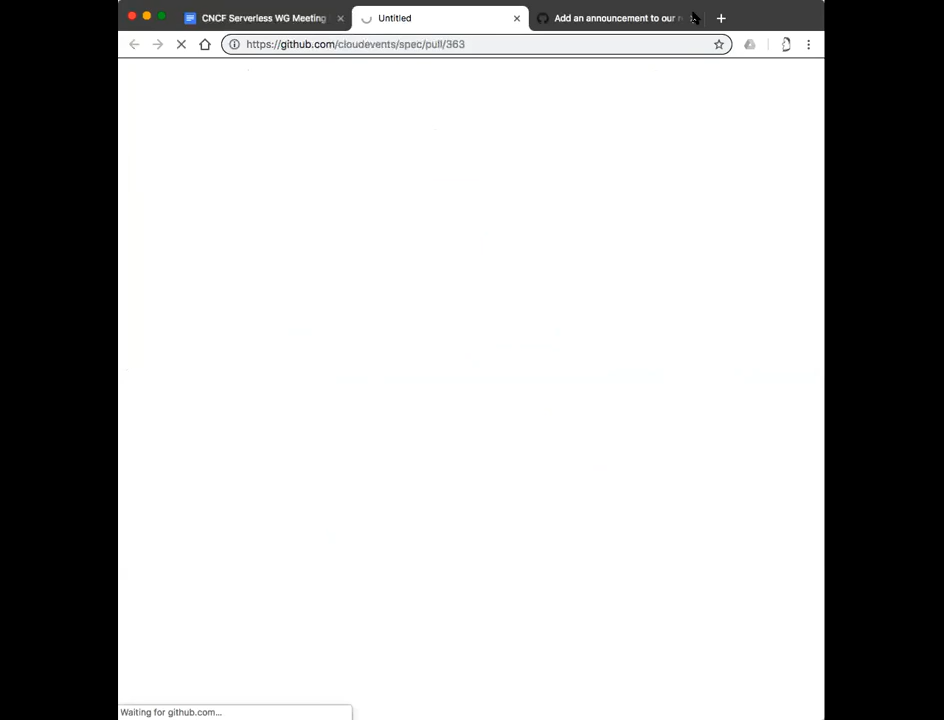 CNCF Serverless WG Meeting
Untitled
Add an announcement to our r
https://github.com/cloudevents/spec/pull/363
Waiting for github.com...